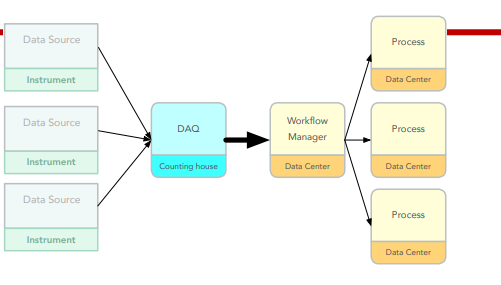 Data Source
Instrument
Data Source
Instrument
Data Source
Instrument
DAQ
Counting house
Workflow
Manager
Data Center
Process
Data Center
Process
Data Center
Process
Data Center